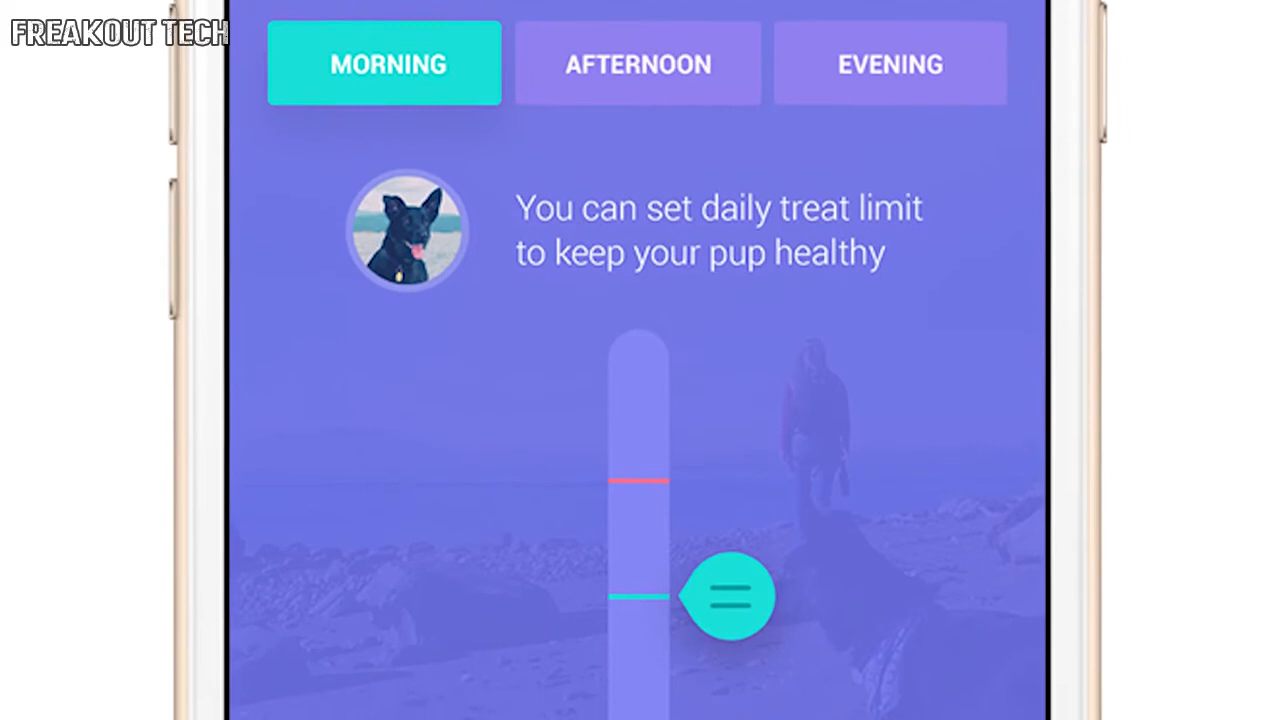 FREAKOUT TECH
MORNING
AFTERNOON
EVENING
You can set daily treat limit
to keep your pup healthy